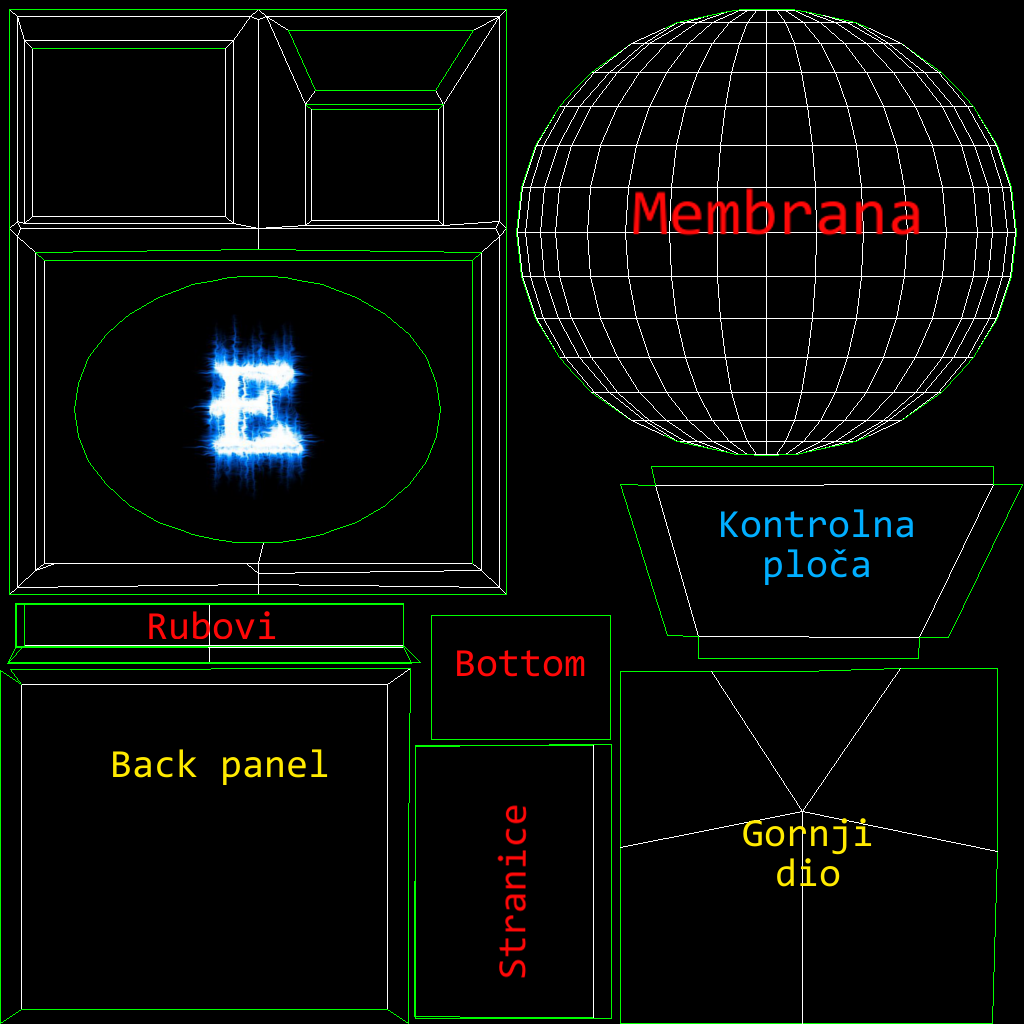 Membrana
E
Kontrolna
ploča
Rubovi
Bottom
Back panel
Stranice
Gornji
dio